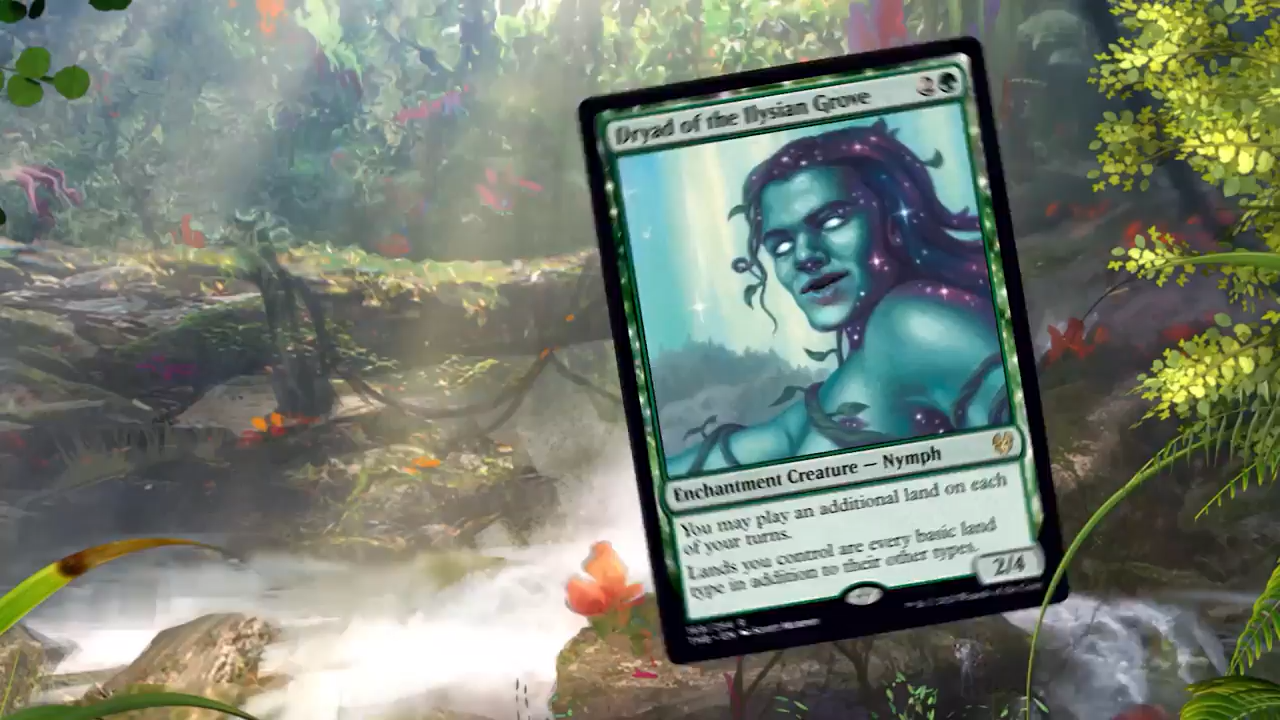 Dryad of the Ilysian Grove 2
Enchantment Creature — Nymph
You may play an additional land on each
of your turns.
Lands you control are every basic land
type in addition to their other types.
2/4